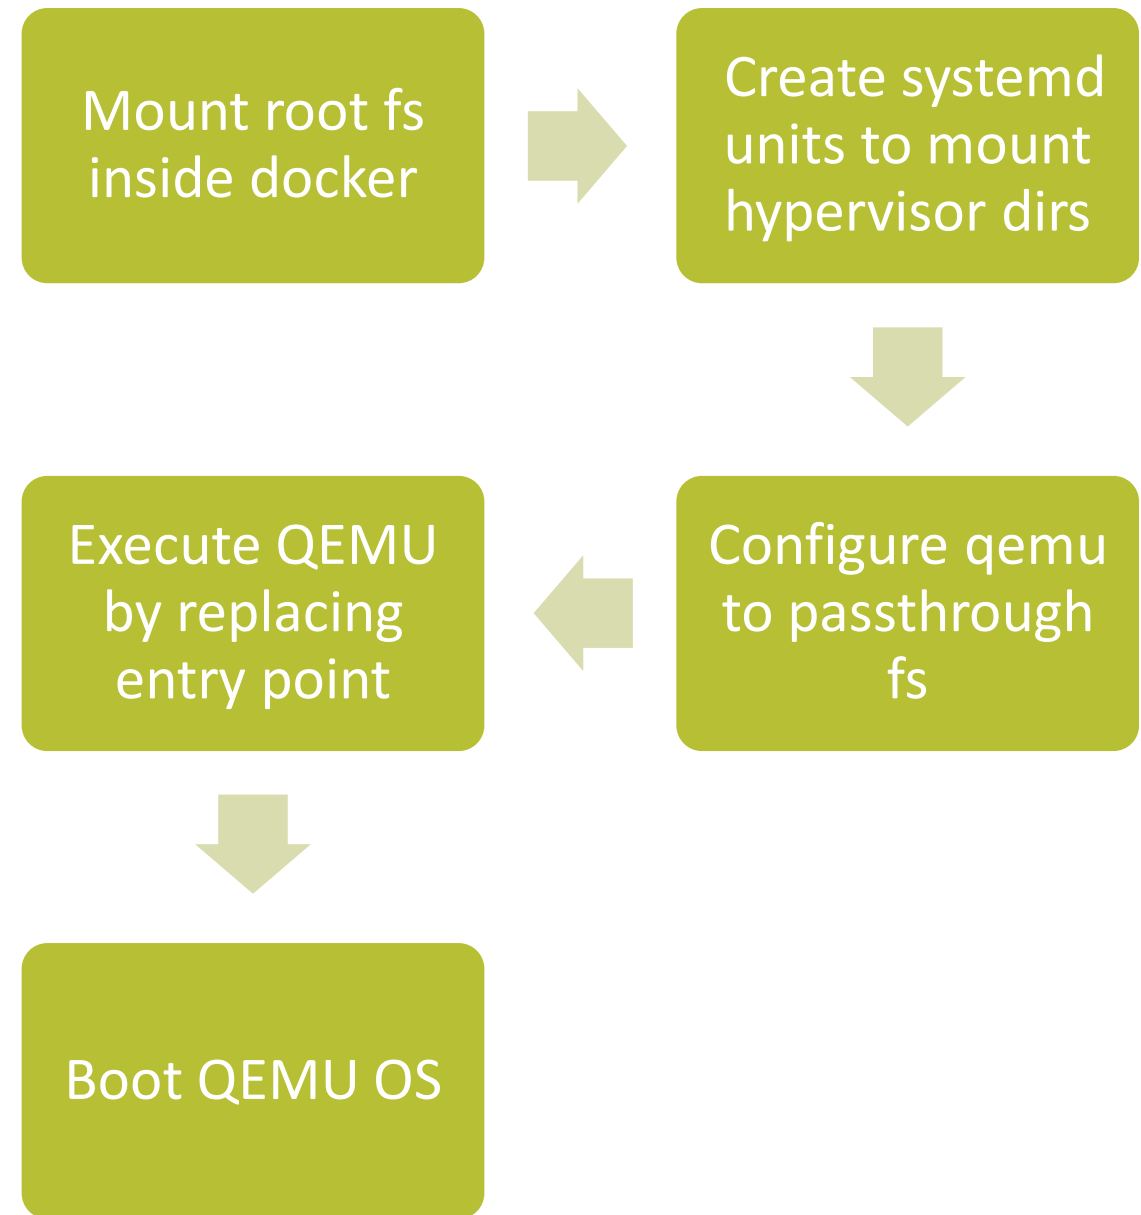 Mount root fs
inside docker
Create systemd
units to mount
hypervisor dirs
Configure qemu
to passthrough
fs
Execute QEMU
by replacing
entry point
Boot QEMU OS